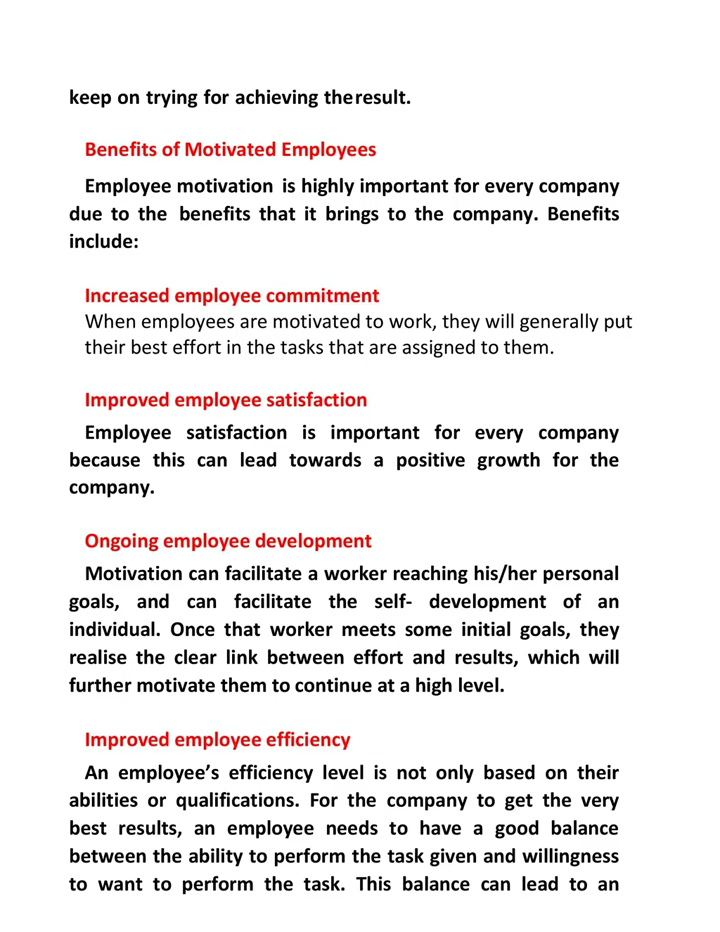 keep on trying for achieving theresult.
Benefits of Motivated Employees
Employee motivation is highly important for every company
due to the benefits that it brings to the company. Benefits
include:
Increased employee commitment
When employees are motivated to work, they will generally put
their best effort in the tasks that are assigned to them.
Improved employee satisfaction
Employee satisfaction is important for every company
because this can lead towards a positive growth for the
company.
Ongoing employee development
Motivation can facilitate a worker reaching his/her personal
goals, and can facilitate the self- development of an
individual. Once that worker meets some initial goals, they
realise the clear link between effort and results, which will
further motivate them to continue at a high level.
Improved employee efficiency
An employee’s efficiency level is not only based on their
abilities or qualifications. For the company to get the very
best results, an employee needs to have a good balance
between the ability to perform the task given and willingness
to want to perform the task. This balance can lead to an